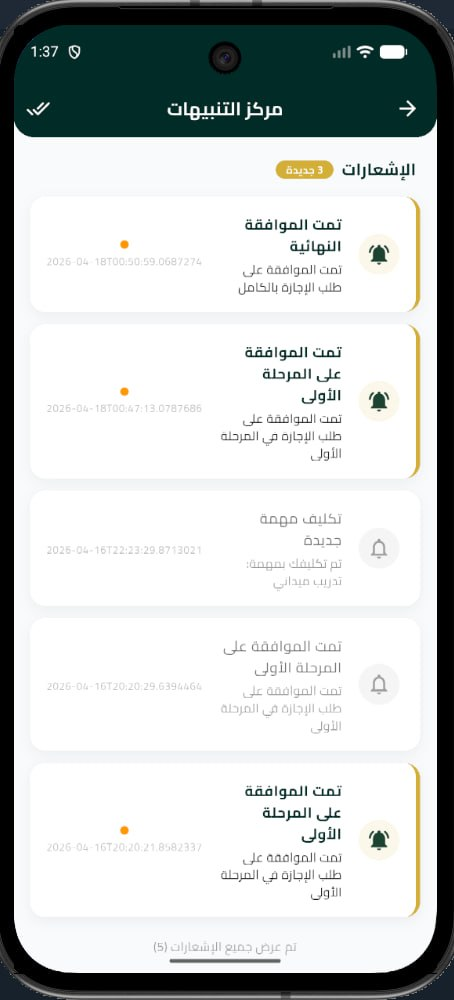 1:37
مركز التنبيهات
الإشعارات
3 جديدة
تمت الموافقة
النهائية
تمت الموافقة على
طلب الإجازة بالكامل
2026-04-18T00:50:59.0687274
تمت الموافقة
على المرحلة
الأولى
تمت الموافقة على
طلب الإجازة في المرحلة
الأولى
2026-04-18T00:47:13.0787686
تكليف مهمة
جديدة
تم تكليفك بمهمة:
تدريب ميداني
2026-04-16T22:23:29.8713021
تمت الموافقة على
المرحلة الأولى
تمت الموافقة على
طلب الإجازة في المرحلة
الأولى
2026-04-16T20:20:29.6394464
تمت الموافقة
على المرحلة
الأولى
تمت الموافقة على
طلب الإجازة في المرحلة
الأولى
2026-04-16T20:20:21.8582337
تم عرض جميع الإشعارات (5)